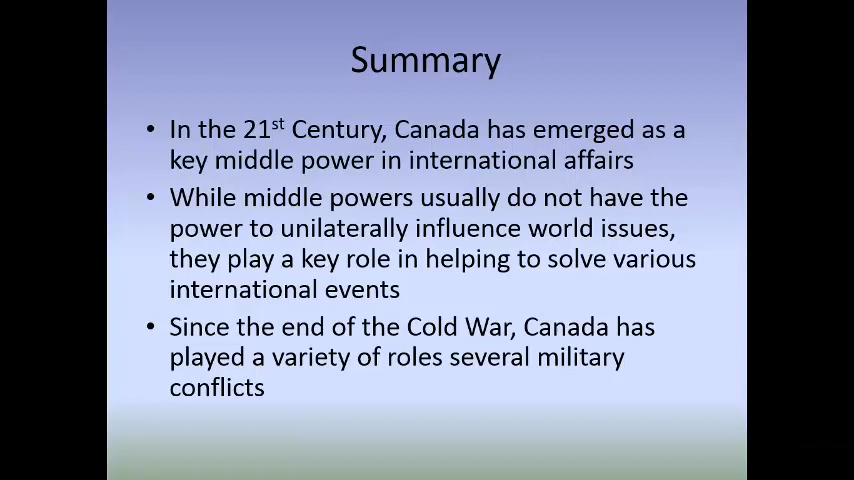 Summary
• In the 21st Century, Canada has emerged as a
key middle power in international affairs
• While middle powers usually do not have the
power to unilaterally influence world issues,
they play a key role in helping to solve various
international events
• Since the end of the Cold War, Canada has
played a variety of roles several military
conflicts